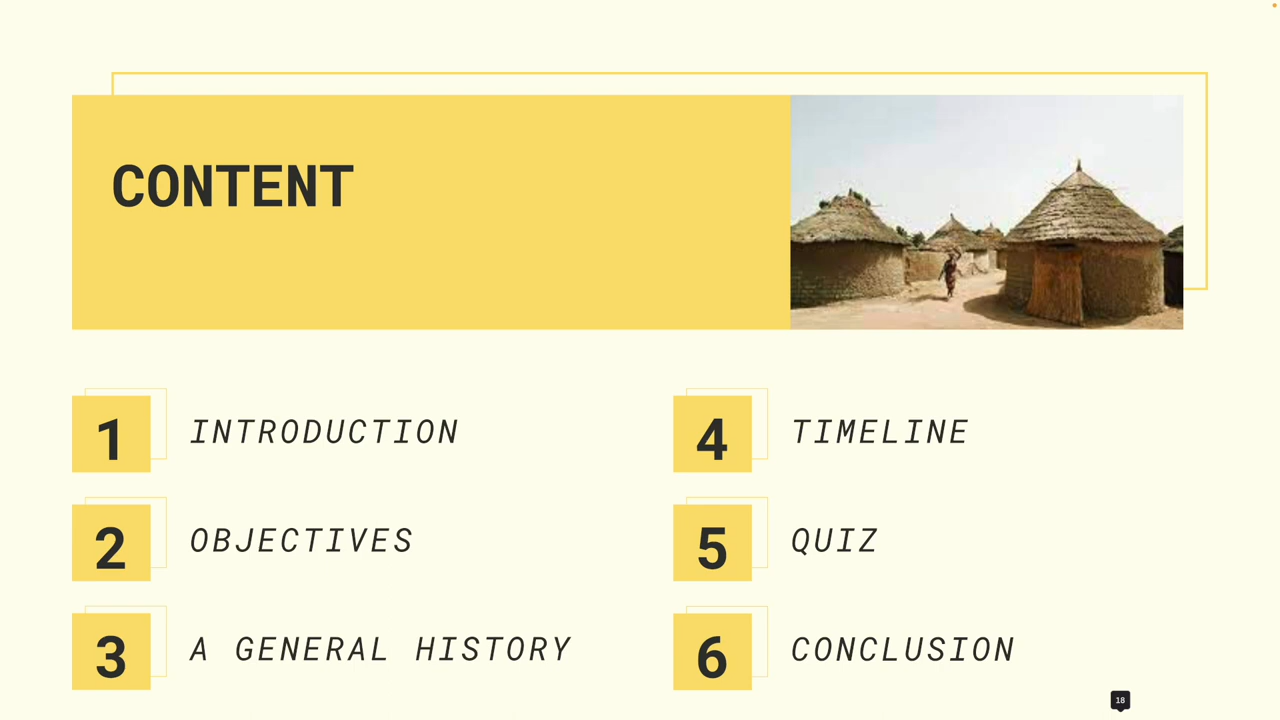 CONTENT
1 INTRODUCTION
2 OBJECTIVES
3 A GENERAL HISTORY
4 TIMELINE
5 QUIZ
6 CONCLUSION
18